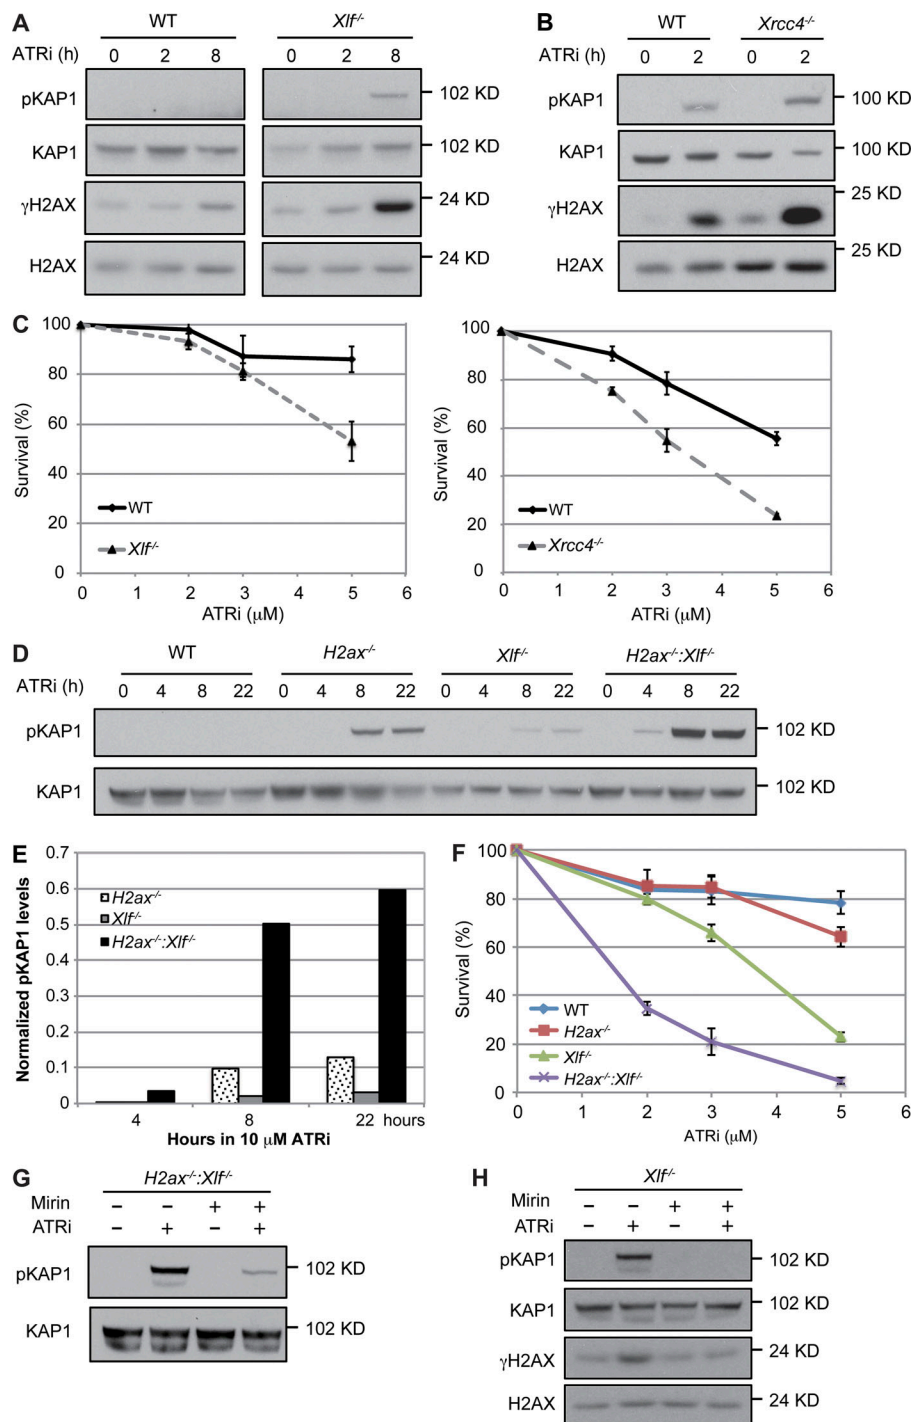 A
WT
Xlf-/-
ATRi (h) 0 2 8 0 2 8
pKAP1 102 KD
KAP1 102 KD
γH2AX 24 KD
H2AX 24 KD
B
WT
Xrcc4-/-
ATRi (h) 0 2 0 2
pKAP1 100 KD
KAP1 100 KD
γH2AX 25 KD
H2AX 25 KD
C
100
80
60
40
20
0
Survival (%)
WT
Xlf-/-
0 1 2 3 4 5 6
ATRi (μM)
100
80
60
40
20
0
Survival (%)
WT
Xrcc4-/-
0 1 2 3 4 5 6
ATRi (μM)
D
WT H2ax-/- Xlf-/- H2ax-/-:Xlf-/-
ATRi (h) 0 4 8 22 0 4 8 22 0 4 8 22 0 4 8 22
pKAP1 102 KD
KAP1 102 KD
E
0.7
0.6
0.5
0.4
0.3
0.2
0.1
0
Normalized pKAP1 levels
H2ax-/-
Xlf-/-
H2ax-/-:Xlf-/-
4 8 22 hours
Hours in 10 μM ATRi
F
100
80
60
40
20
0
Survival (%)
WT
H2ax-/-
Xlf-/-
H2ax-/-:Xlf-/-
0 1 2 3 4 5 6
ATRi (μM)
G
H2ax-/-:Xlf-/-
Mirin – – + +
ATRi – + – +
pKAP1 102 KD
KAP1 102 KD
H
Xlf-/-
Mirin – – + +
ATRi – + – +
pKAP1 102 KD
KAP1 102 KD
γH2AX 24 KD
H2AX 24 KD